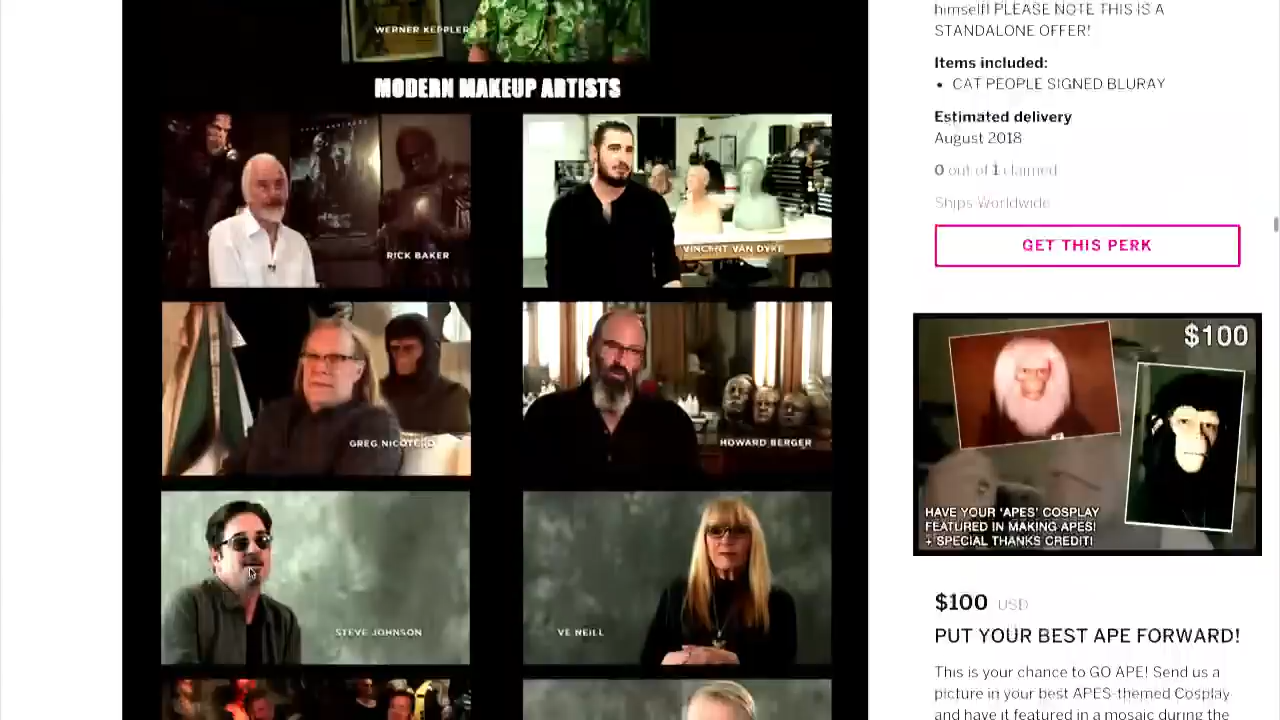 WERNER KEPPLER
MODERN MAKEUP ARTISTS
RICK BAKER
VINCENT VAN DYKE
GREG NICOTERO
HOWARD BERGER
STEVE JOHNSON
VE NEILL
himself! PLEASE NOTE THIS IS A
STANDALONE OFFER!
Items included:
• CAT PEOPLE SIGNED BLURAY
Estimated delivery
August 2018
0 out of 1 claimed
Ships Worldwide
GET THIS PERK
$100
HAVE YOUR 'APES' COSPLAY
FEATURED IN MAKING APES!
+ SPECIAL THANKS CREDIT!
$100 USD
PUT YOUR BEST APE FORWARD!
This is your chance to GO APE! Send us a
picture in your best APES-themed Cosplay
and have it featured in a mosaic during the